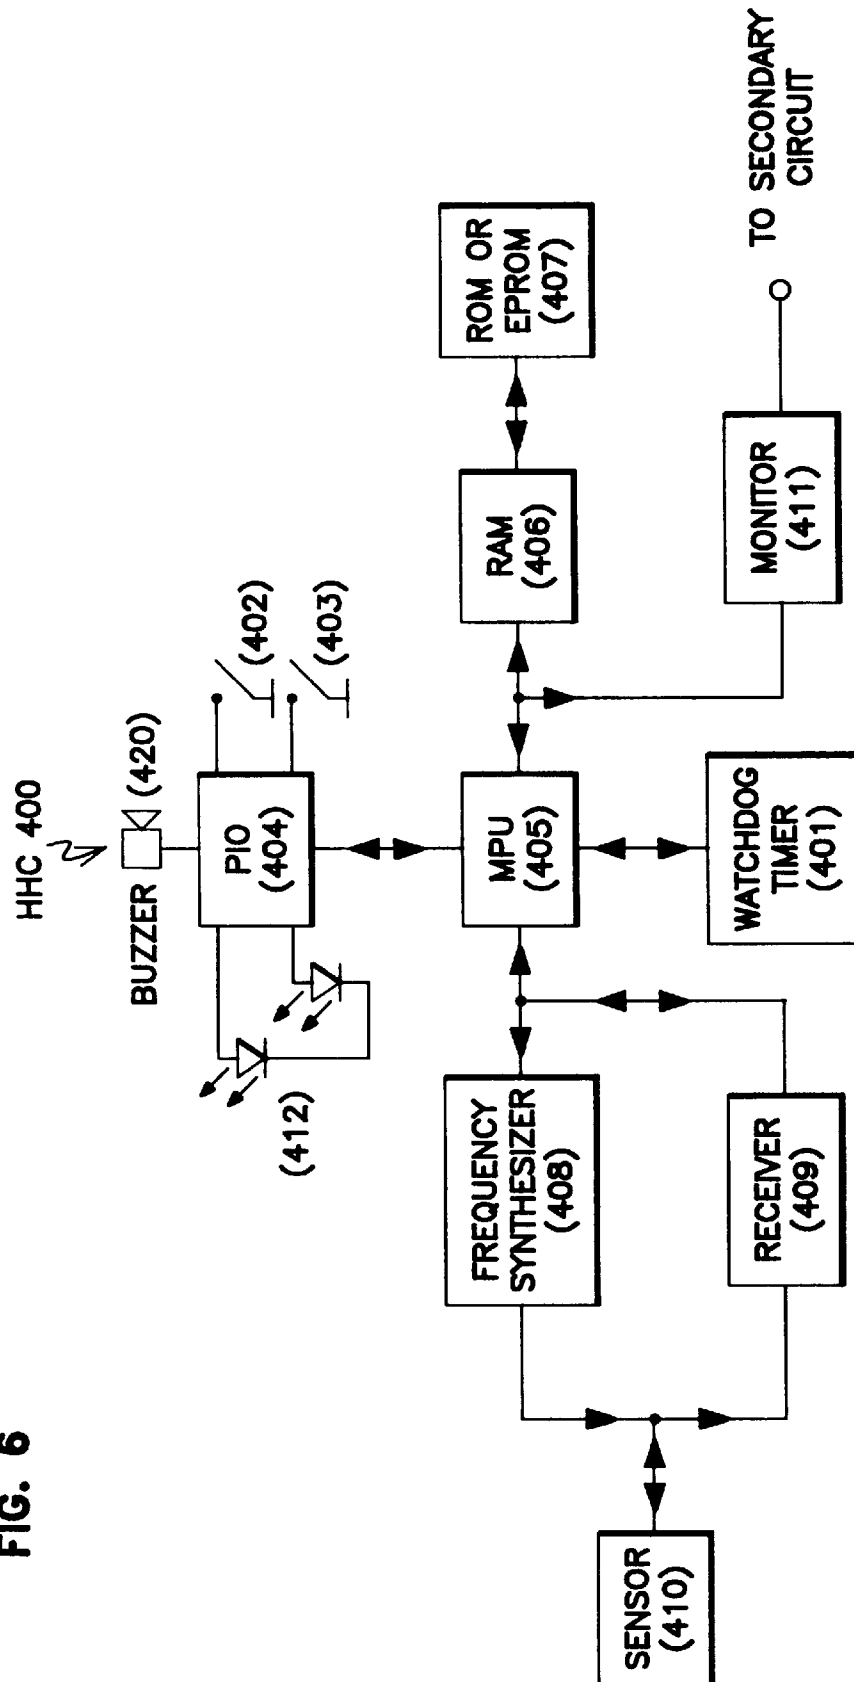 FIG. 6
HHC 400
BUZZER
(420)
PIO
(404)
(402)
(403)
(412)
MPU
(405)
RAM
(406)
ROM OR
EPROM
(407)
FREQUENCY
SYNTHESIZER
(408)
RECEIVER
(409)
SENSOR
(410)
WATCHDOG
TIMER
(401)
MONITOR
(411)
TO SECONDARY
CIRCUIT